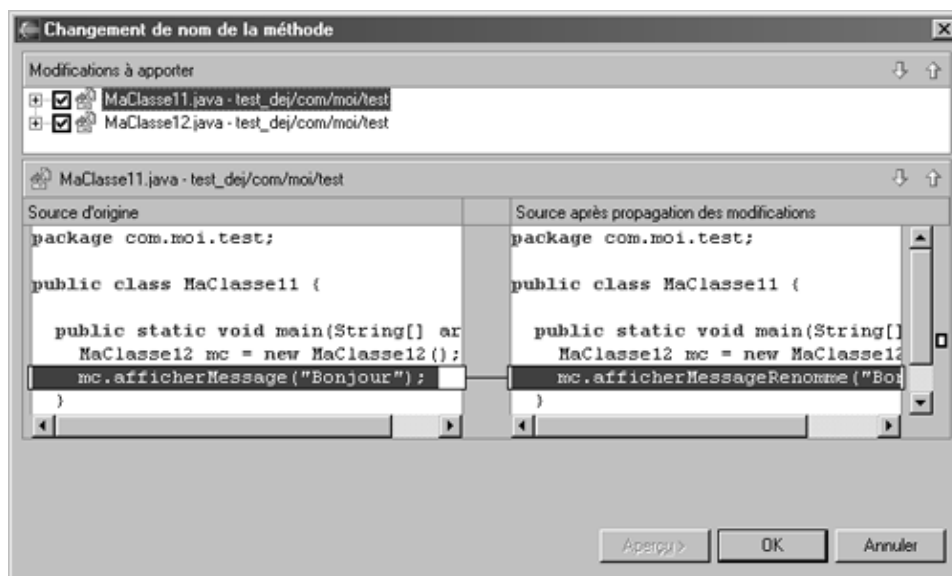 Changement de nom de la méthode
Modifications à apporter
MaClasse11.java - test_dej/com/moi/test
MaClasse12.java - test_dej/com/moi/test
MaClasse11.java - test_dej/com/moi/test
Source d'origine
Source après propagation des modifications
package com.moi.test;
public class MaClasse11 {
public static void main(String[] ar
MaClasse12 mc = new MaClasse12();
mc.afficherMessage("Bonjour");
}
package com.moi.test;
public class MaClasse11 {
public static void main(String[]
MaClasse12 mc = new MaClasse12
mc.afficherMessageRenomme("Bon
}
Aperçu >
OK
Annuler